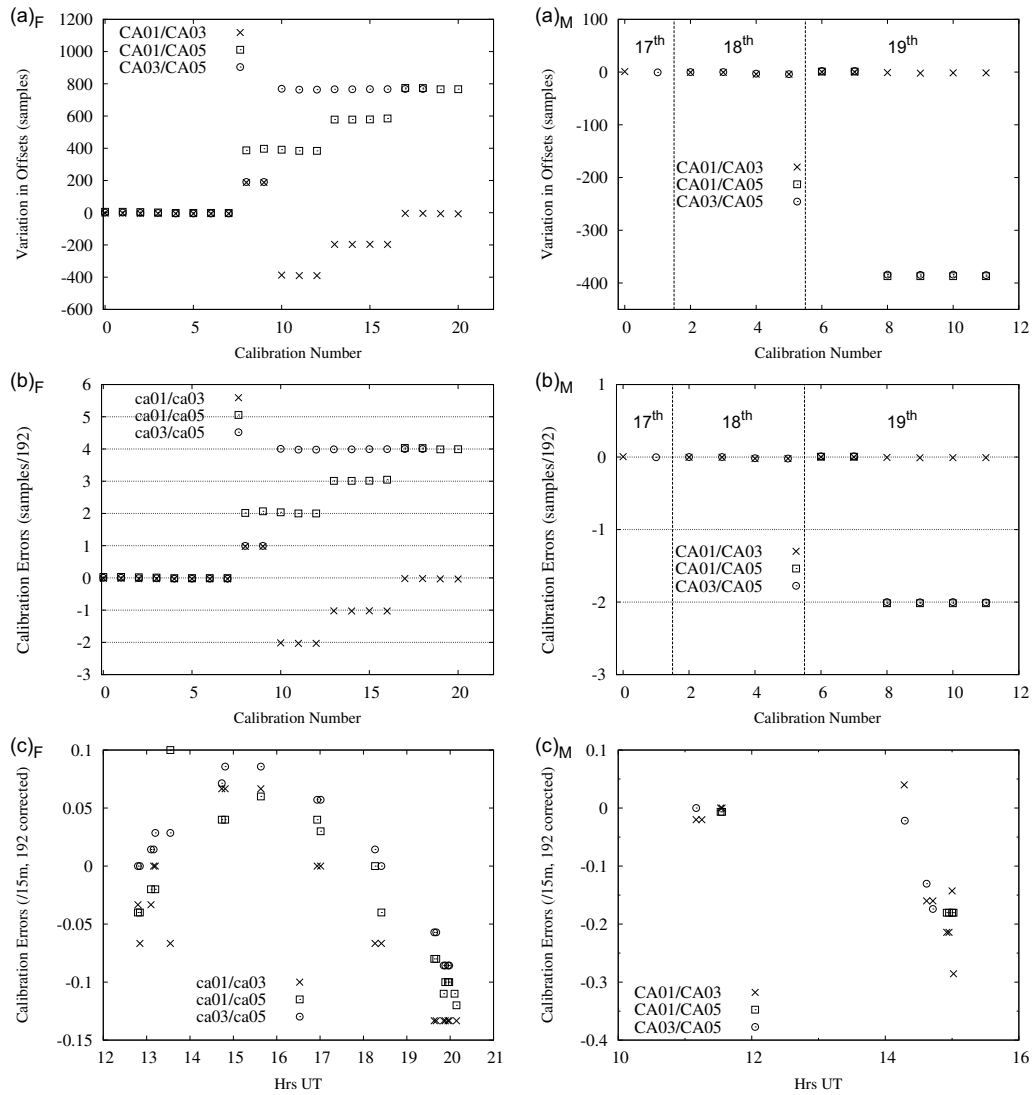 (a)F
CA01/CA03
CA01/CA05
CA03/CA05
1200
1000
800
600
400
200
0
-200
-400
-600
0 5 10 15 20
Variation in Offsets (samples)
Calibration Number
(a)M
17th 18th 19th
100
0
-100
-200
-300
-400
CA01/CA03
CA01/CA05
CA03/CA05
0 2 4 6 8 10 12
Variation in Offsets (samples)
Calibration Number
(b)F
ca01/ca03
ca01/ca05
ca03/ca05
6
5
4
3
2
1
0
-1
-2
-3
0 5 10 15 20
Calibration Errors (samples/192)
Calibration Number
(b)M
17th 18th 19th
1
0
-1
-2
-3
CA01/CA03
CA01/CA05
CA03/CA05
0 2 4 6 8 10 12
Calibration Errors (samples/192)
Calibration Number
(c)F
0.1
0.05
0
-0.05
-0.1
-0.15
ca01/ca03
ca01/ca05
ca03/ca05
12 13 14 15 16 17 18 19 20 21
Calibration Errors (/15m, 192 corrected)
Hrs UT
(c)M
0.1
0
-0.1
-0.2
-0.3
-0.4
CA01/CA03
CA01/CA05
CA03/CA05
10 12 14 16
Calibration Errors (/15m, 192 corrected)
Hrs UT